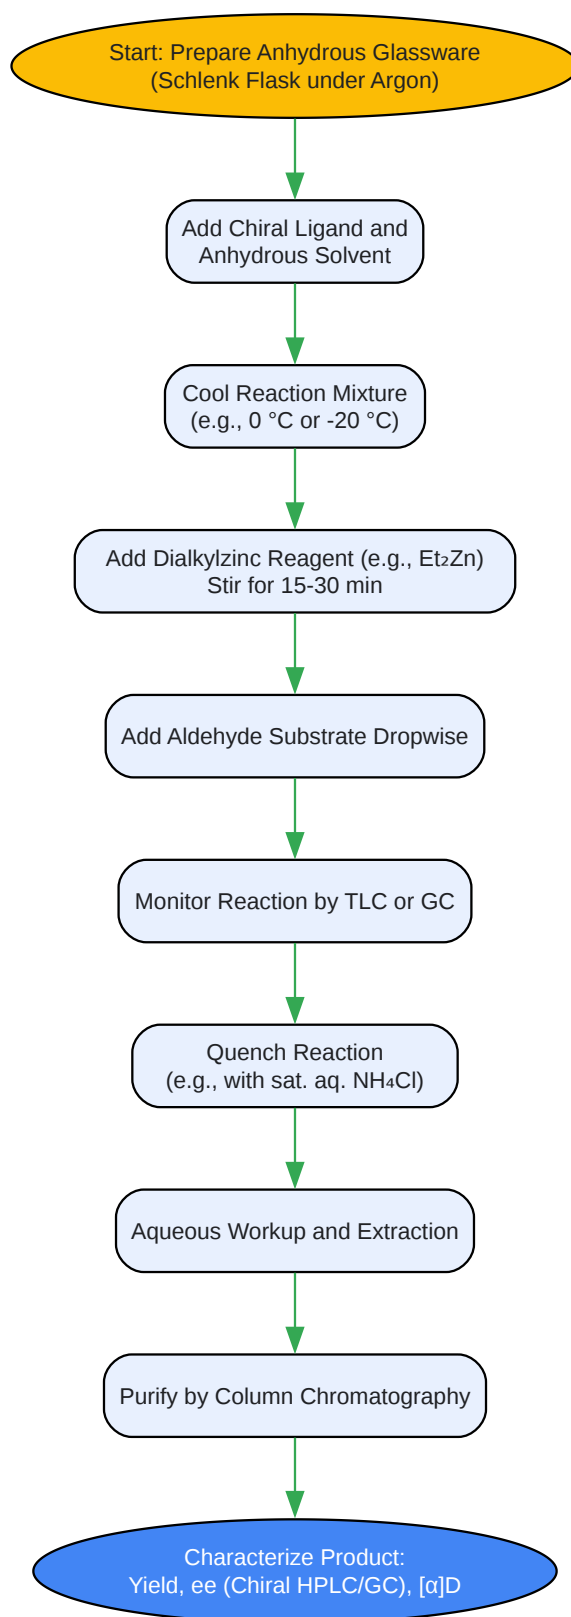 Start: Prepare Anhydrous Glassware
(Schlenk Flask under Argon)
Add Chiral Ligand and
Anhydrous Solvent
Cool Reaction Mixture
(e.g., 0 °C or -20 °C)
Add Dialkylzinc Reagent (e.g., Et₂Zn)
Stir for 15-30 min
Add Aldehyde Substrate Dropwise
Monitor Reaction by TLC or GC
Quench Reaction
(e.g., with sat. aq. NH₄Cl)
Aqueous Workup and Extraction
Purify by Column Chromatography
Characterize Product:
Yield, ee (Chiral HPLC/GC), [α]D